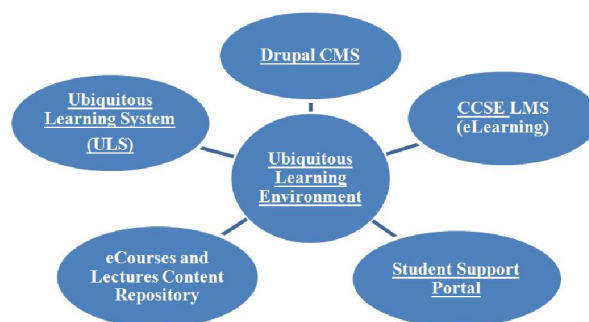 Drupal CMS
Ubiquitous
Learning System
(ULS)
CCSE LMS
(eLearning)
Ubiquitous
Learning
Environment
eCourses and
Lectures Content
Repository
Student Support
Portal